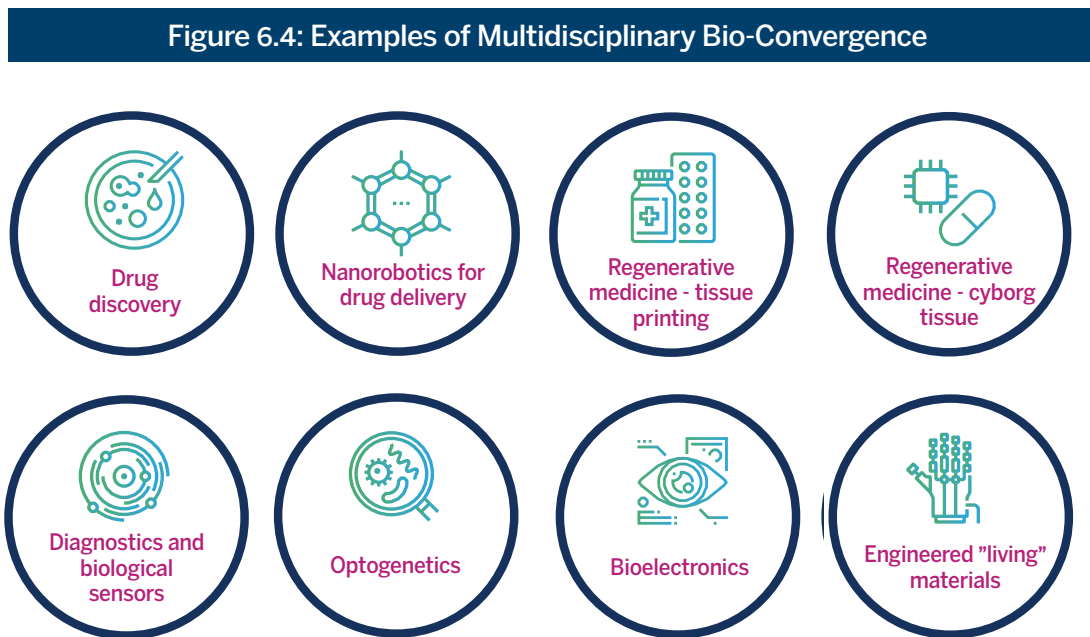 Figure 6.4: Examples of Multidisciplinary Bio-Convergence
Drug
discovery
Nanorobotics for
drug delivery
Regenerative
medicine - tissue
printing
Regenerative
medicine - cyborg
tissue
Diagnostics and
biological
sensors
Optogenetics
Bioelectronics
Engineered ”living”
materials